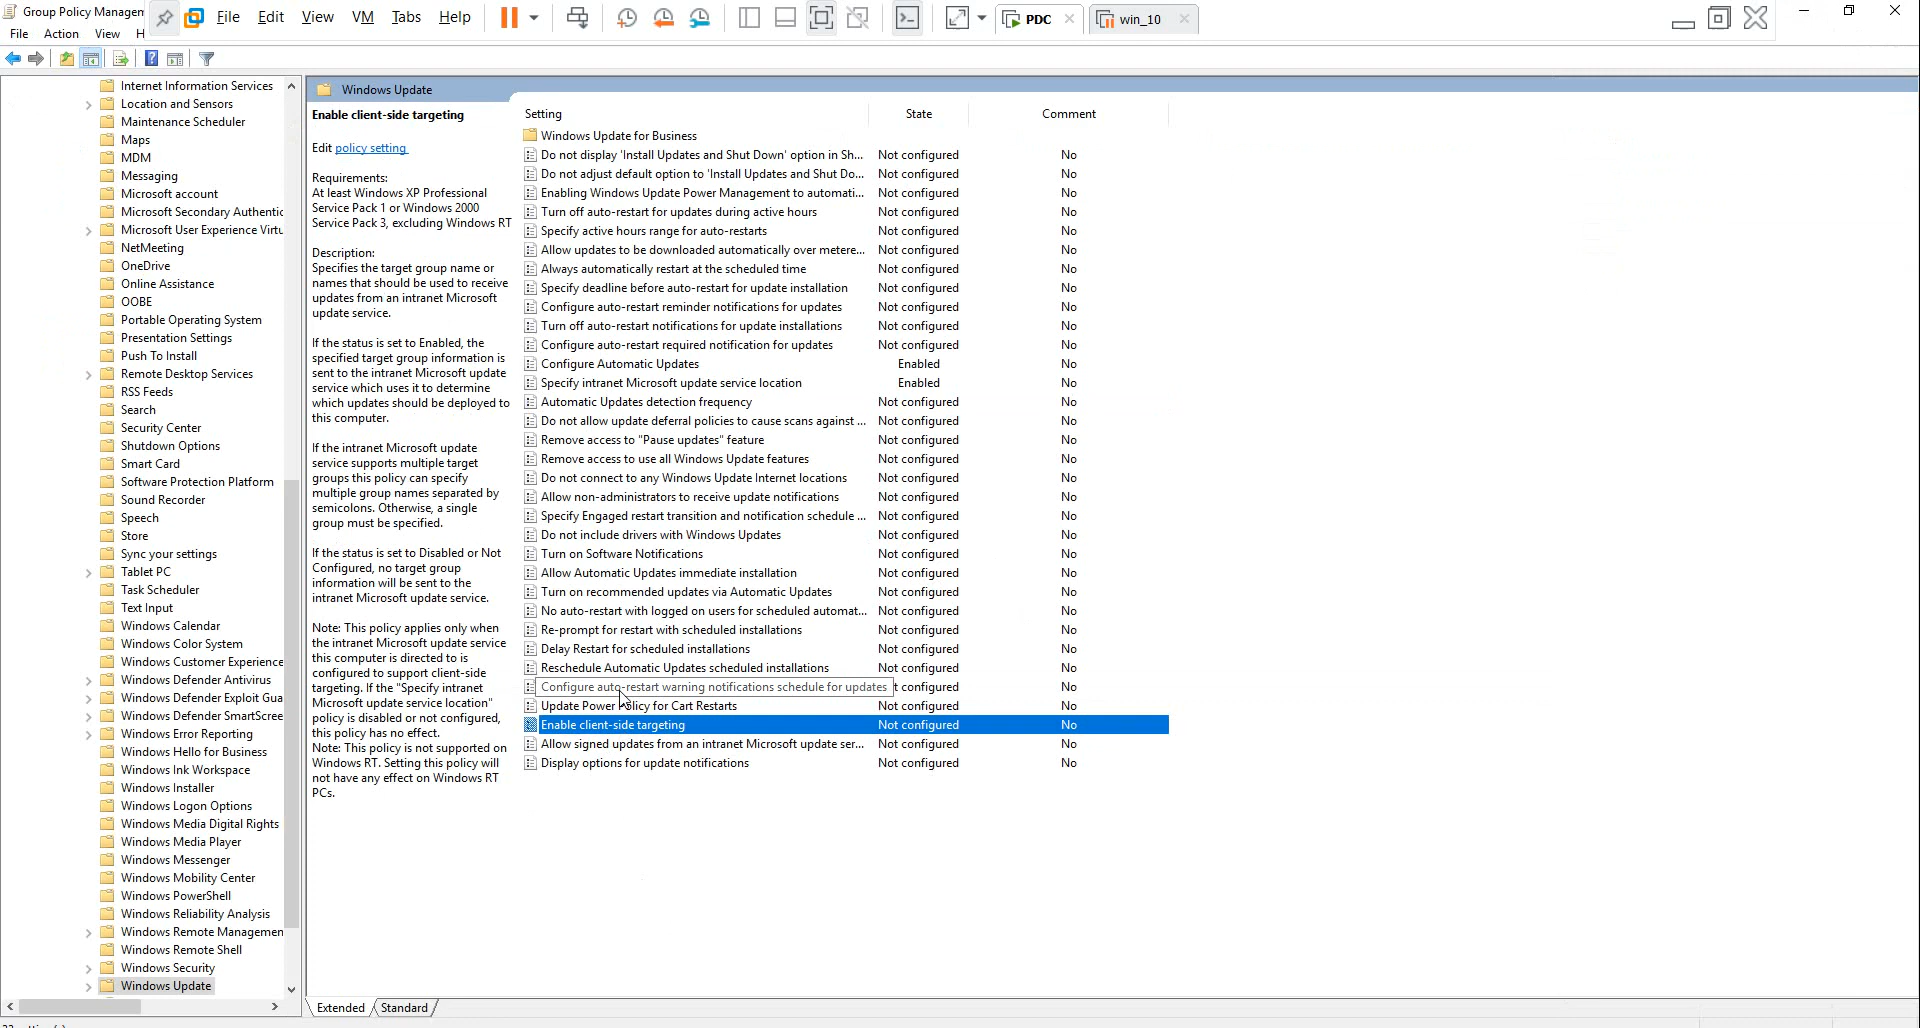 Group Policy Managem
File Edit View VM Tabs Help
PDC
win_10
File Action View H
Internet Information Services
Location and Sensors
Maintenance Scheduler
Maps
MDM
Messaging
Microsoft account
Microsoft Secondary Authentic
Microsoft User Experience Virtu
NetMeeting
OneDrive
Online Assistance
OOBE
Portable Operating System
Presentation Settings
Push To Install
Remote Desktop Services
RSS Feeds
Search
Security Center
Shutdown Options
Smart Card
Software Protection Platform
Sound Recorder
Speech
Store
Sync your settings
Tablet PC
Task Scheduler
Text Input
Windows Calendar
Windows Color System
Windows Customer Experience
Windows Defender Antivirus
Windows Defender Exploit Gua
Windows Defender SmartScree
Windows Error Reporting
Windows Hello for Business
Windows Ink Workspace
Windows Installer
Windows Logon Options
Windows Media Digital Rights
Windows Media Player
Windows Messenger
Windows Mobility Center
Windows PowerShell
Windows Reliability Analysis
Windows Remote Managemen
Windows Remote Shell
Windows Security
Windows Update
Windows Update
Enable client-side targeting
Edit policy setting
Requirements:
At least Windows XP Professional
Service Pack 1 or Windows 2000
Service Pack 3, excluding Windows RT
Description:
Specifies the target group name or
names that should be used to receive
updates from an intranet Microsoft
update service.
If the status is set to Enabled, the
specified target group information is
sent to the intranet Microsoft update
service which uses it to determine
which updates should be deployed to
this computer.
If the intranet Microsoft update
service supports multiple target
groups this policy can specify
multiple group names separated by
semicolons. Otherwise, a single
group must be specified.
If the status is set to Disabled or Not
Configured, no target group
information will be sent to the
intranet Microsoft update service.
Note: This policy applies only when
the intranet Microsoft update service
this computer is directed to is
configured to support client-side
targeting. If the "Specify intranet
Microsoft update service location"
policy is disabled or not configured,
this policy has no effect.
Note: This policy is not supported on
Windows RT. Setting this policy will
not have any effect on Windows RT
PCs.
Setting State Comment
Windows Update for Business
Do not display 'Install Updates and Shut Down' option in Sh... Not configured No
Do not adjust default option to 'Install Updates and Shut Do... Not configured No
Enabling Windows Update Power Management to automati... Not configured No
Turn off auto-restart for updates during active hours Not configured No
Specify active hours range for auto-restarts Not configured No
Allow updates to be downloaded automatically over metere... Not configured No
Always automatically restart at the scheduled time Not configured No
Specify deadline before auto-restart for update installation Not configured No
Configure auto-restart reminder notifications for updates Not configured No
Turn off auto-restart notifications for update installations Not configured No
Configure auto-restart required notification for updates Not configured No
Configure Automatic Updates Enabled No
Specify intranet Microsoft update service location Enabled No
Automatic Updates detection frequency Not configured No
Do not allow update deferral policies to cause scans against ... Not configured No
Remove access to "Pause updates" feature Not configured No
Remove access to use all Windows Update features Not configured No
Do not connect to any Windows Update Internet locations Not configured No
Allow non-administrators to receive update notifications Not configured No
Specify Engaged restart transition and notification schedule ... Not configured No
Do not include drivers with Windows Updates Not configured No
Turn on Software Notifications Not configured No
Allow Automatic Updates immediate installation Not configured No
Turn on recommended updates via Automatic Updates Not configured No
No auto-restart with logged on users for scheduled automat... Not configured No
Re-prompt for restart with scheduled installations Not configured No
Delay Restart for scheduled installations Not configured No
Reschedule Automatic Updates scheduled installations Not configured No
Configure auto-restart warning notifications schedule for updates t configured No
Update Power Policy for Cart Restarts Not configured No
Enable client-side targeting Not configured No
Allow signed updates from an intranet Microsoft update ser... Not configured No
Display options for update notifications Not configured No
Extended Standard